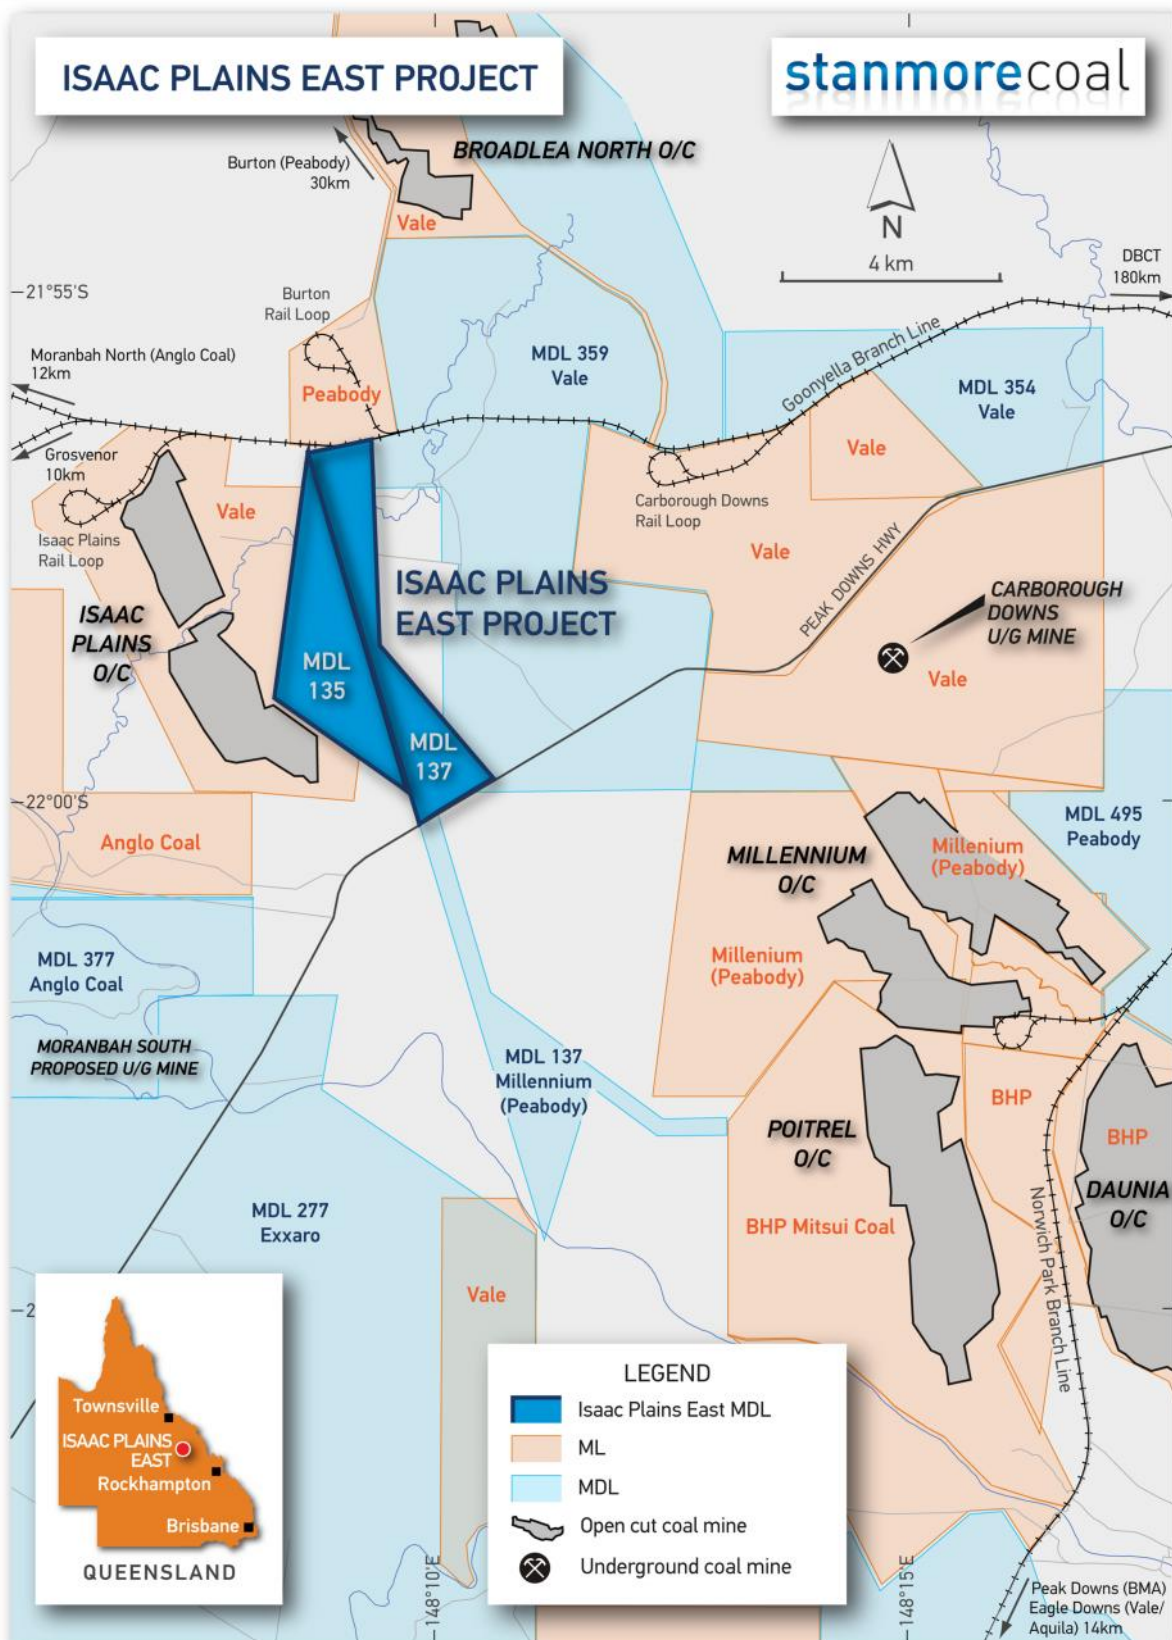 ISAAC PLAINS EAST PROJECT
stanmorecoal
BROADLEA NORTH O/C
Burton (Peabody)
30km
Vale
N
4 km
DBCT
180km
21°55'S
Burton
Rail Loop
Moranbah North (Anglo Coal)
12km
MDL 359
Vale
Goonyella Branch Line
MDL 354
Vale
Peabody
Grosvenor
10km
Vale
Isaac Plains
Rail Loop
Vale
Carborough Downs
Rail Loop
Vale
PEAK DOWNS HWY
ISAAC PLAINS
EAST PROJECT
CARBOROUGH
DOWNS
U/G MINE
ISAAC
PLAINS
O/C
MDL
135
Vale
MDL
137
22°00'S
Anglo Coal
MILLENNIUM
O/C
Millenium
(Peabody)
MDL 495
Peabody
MDL 377
Anglo Coal
Millenium
(Peabody)
MORANBAH SOUTH
PROPOSED U/G MINE
MDL 137
Millennium
(Peabody)
BHP
POITREL
O/C
BHP
DAUNIA
O/C
MDL 277
Exxaro
BHP Mitsui Coal
Norwich Park Branch Line
Vale
2
Townsville
ISAAC PLAINS
EAST
Rockhampton
Brisbane
QUEENSLAND
LEGEND
Isaac Plains East MDL
ML
MDL
Open cut coal mine
Underground coal mine
148°10'E
148°15'E
Peak Downs (BMA)
Eagle Downs (Vale/
Aquila) 14km